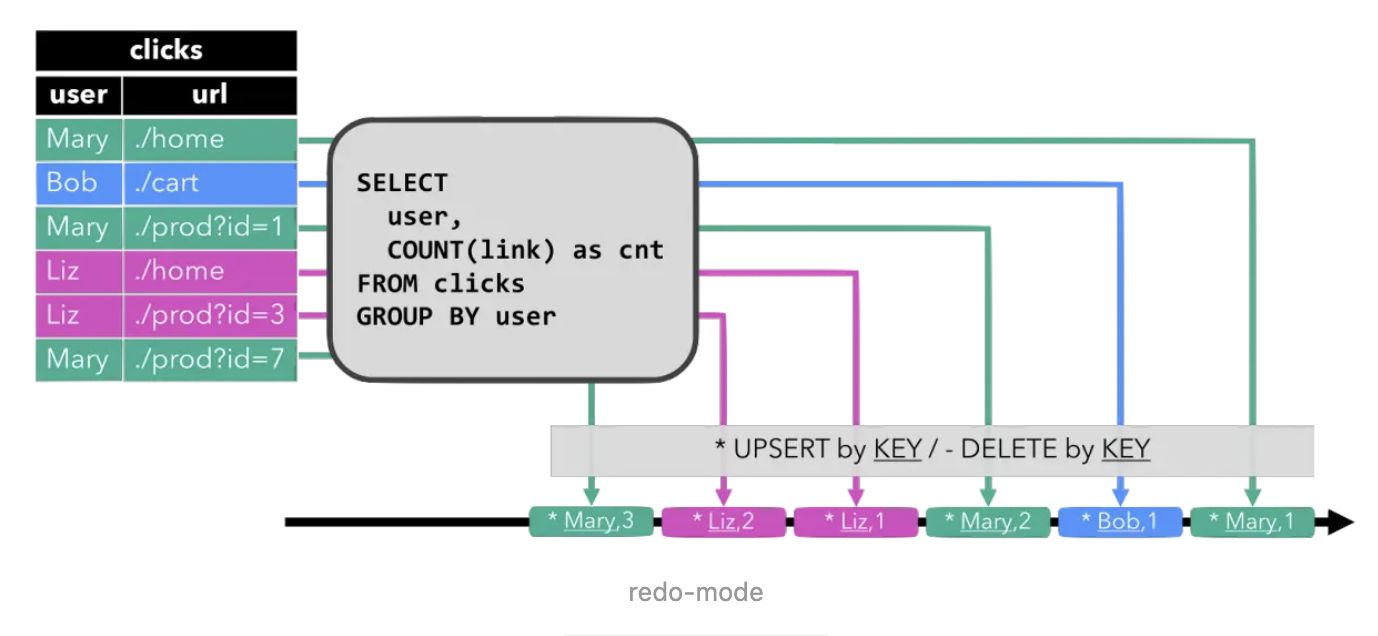 clicks
user url
Mary ./home
Bob ./cart
Mary ./prod?id=1
Liz ./home
Liz ./prod?id=3
Mary ./prod?id=7
SELECT
user,
COUNT(link) as cnt
FROM clicks
GROUP BY user
* UPSERT by KEY / - DELETE by KEY
* Mary,3 * Liz,2 * Liz,1 * Mary,2 * Bob,1 * Mary,1
redo-mode